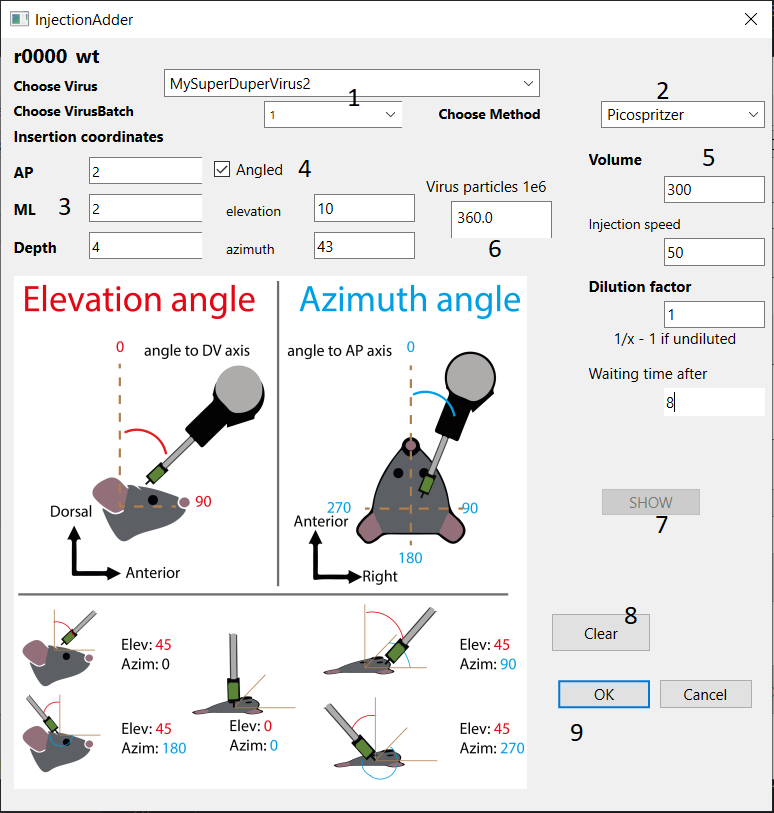 InjectionAdder
r0000 wt
Choose Virus
MySuperDuperVirus2
1
2
Choose VirusBatch
1
Choose Method
Picospritzer
Insertion coordinates
AP
2
Angled
4
Volume
5
300
ML
3
2
elevation
10
Virus particles 1e6
360.0
Injection speed
50
Depth
4
azimuth
43
6
Dilution factor
1
1/x - 1 if undiluted
Waiting time after
8
Elevation angle
Azimuth angle
0
angle to DV axis
angle to AP axis
0
90
Dorsal
Anterior
270
90
Anterior
180
Right
SHOW
7
8
Clear
OK
Cancel
9
Elev: 45
Azim: 0
Elev: 45
Azim: 180
Elev: 0
Azim: 0
Elev: 45
Azim: 90
Elev: 45
Azim: 270